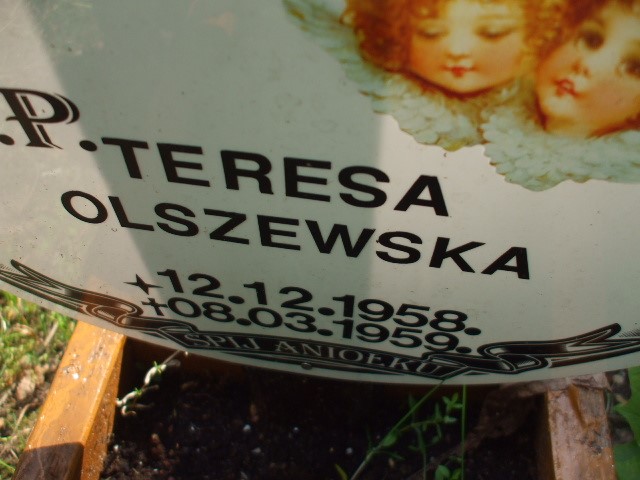 .P.TERESA
OLSZEWSKA
12.12.1958.
†08.03.1959.
ŚPIJ ANIOŁKU